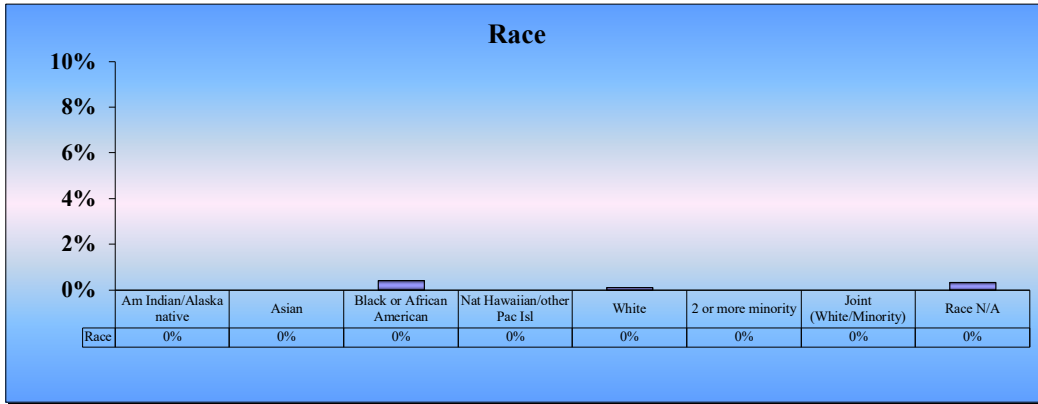 Race
10%
8%
6%
4%
2%
0%
Am Indian/Alaska native
Asian
Black or African American
Nat Hawaiian/other Pac Isl
White
2 or more minority
Joint (White/Minority)
Race N/A
Race 0% 0% 0% 0% 0% 0% 0% 0%